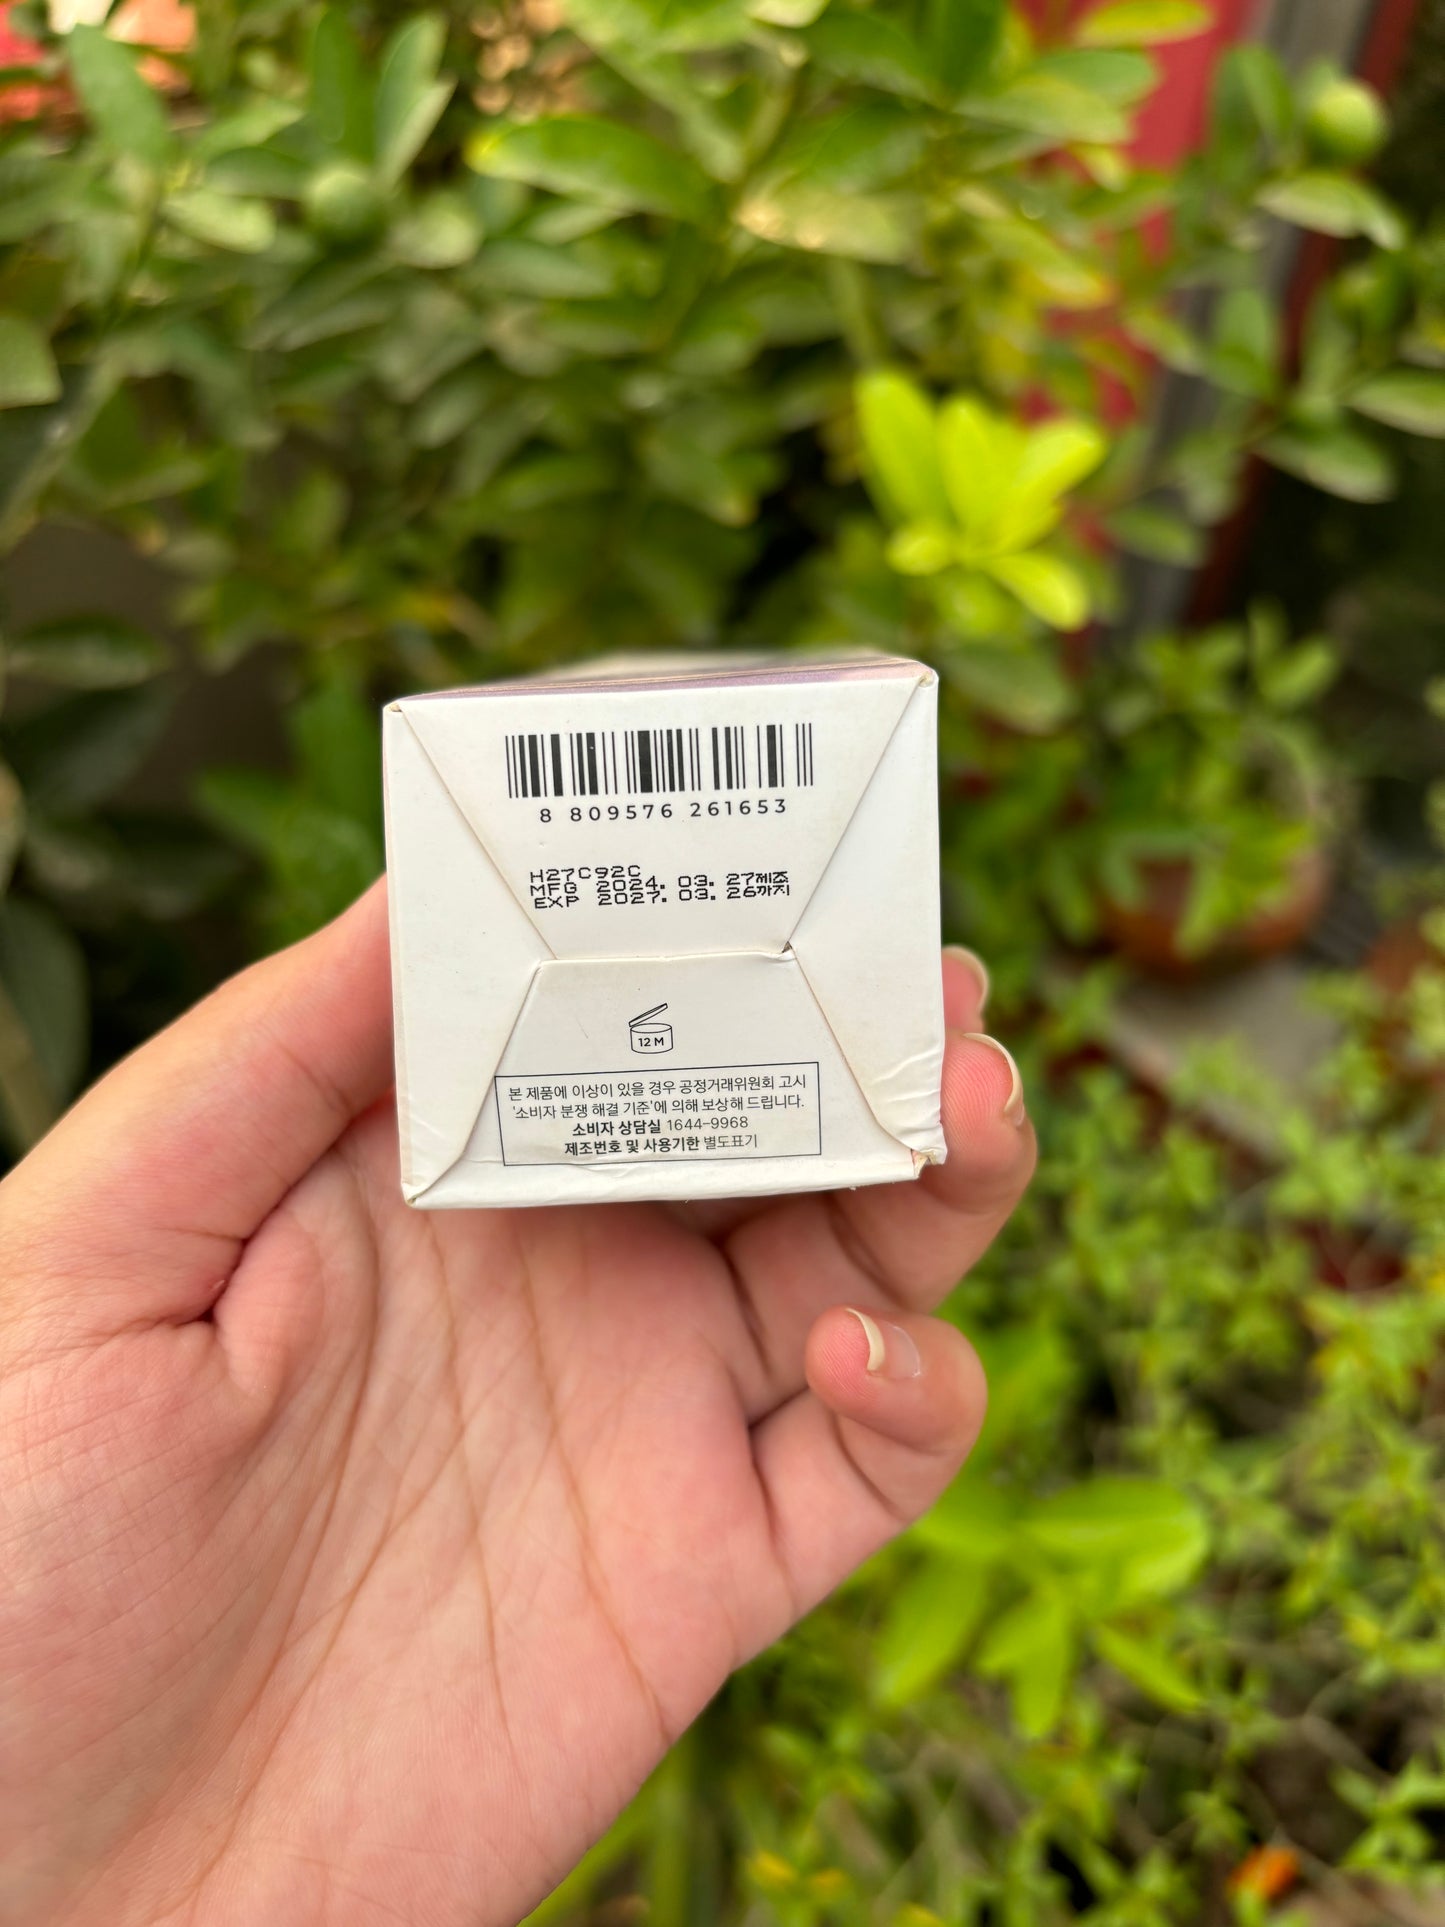 8 809576 261653
H27C92C
MFG 2024. 03. 27제조
EXP 2027. 03. 26까지
12 M
본 제품에 이상이 있을 경우 공정거래위원회 고시
'소비자 분쟁 해결 기준'에 의해 보상해 드립니다.
소비자 상담실 1644-9968
제조번호 및 사용기한 별도표기